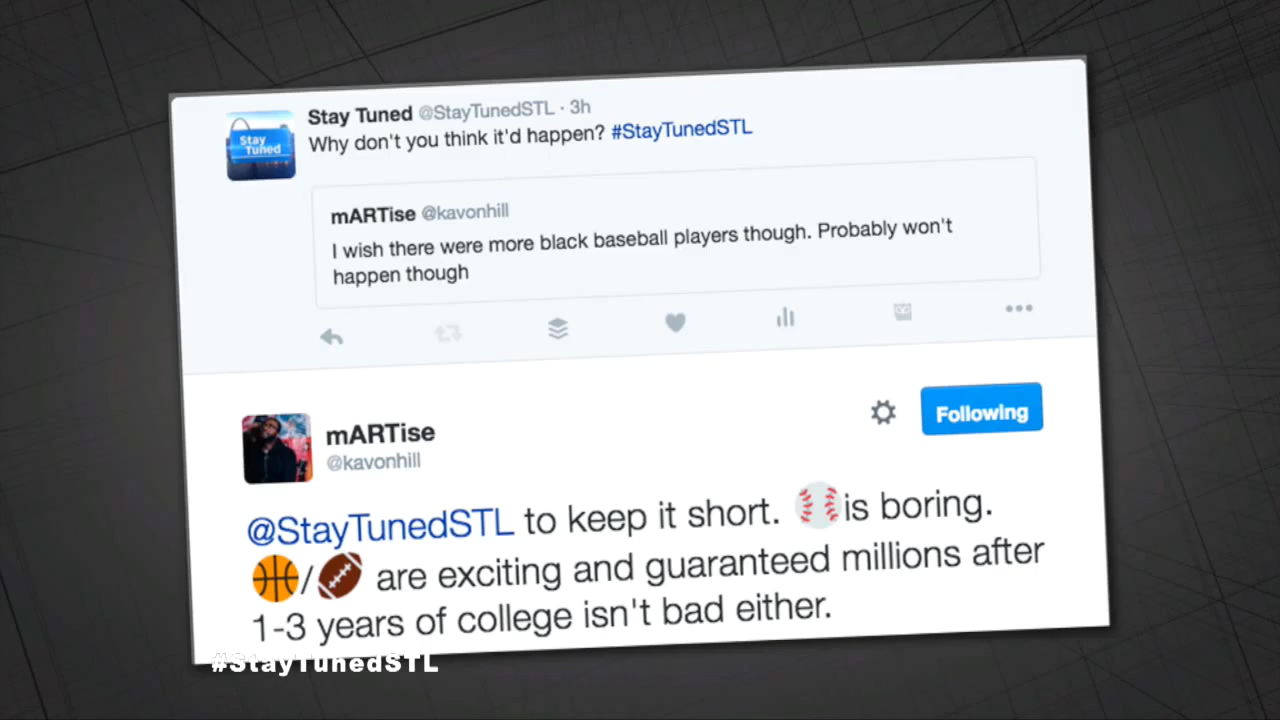 Stay Tuned @StayTunedSTL · 3h
Stay
Tuned
Why don't you think it'd happen? #StayTunedSTL
mARTise @kavonhill
I wish there were more black baseball players though. Probably won't
happen though
Following
mARTise
@kavonhill
@StayTunedSTL to keep it short. ⚾is boring.
🏀/🏈 are exciting and guaranteed millions after
1-3 years of college isn't bad either.
#StayTunedSTL